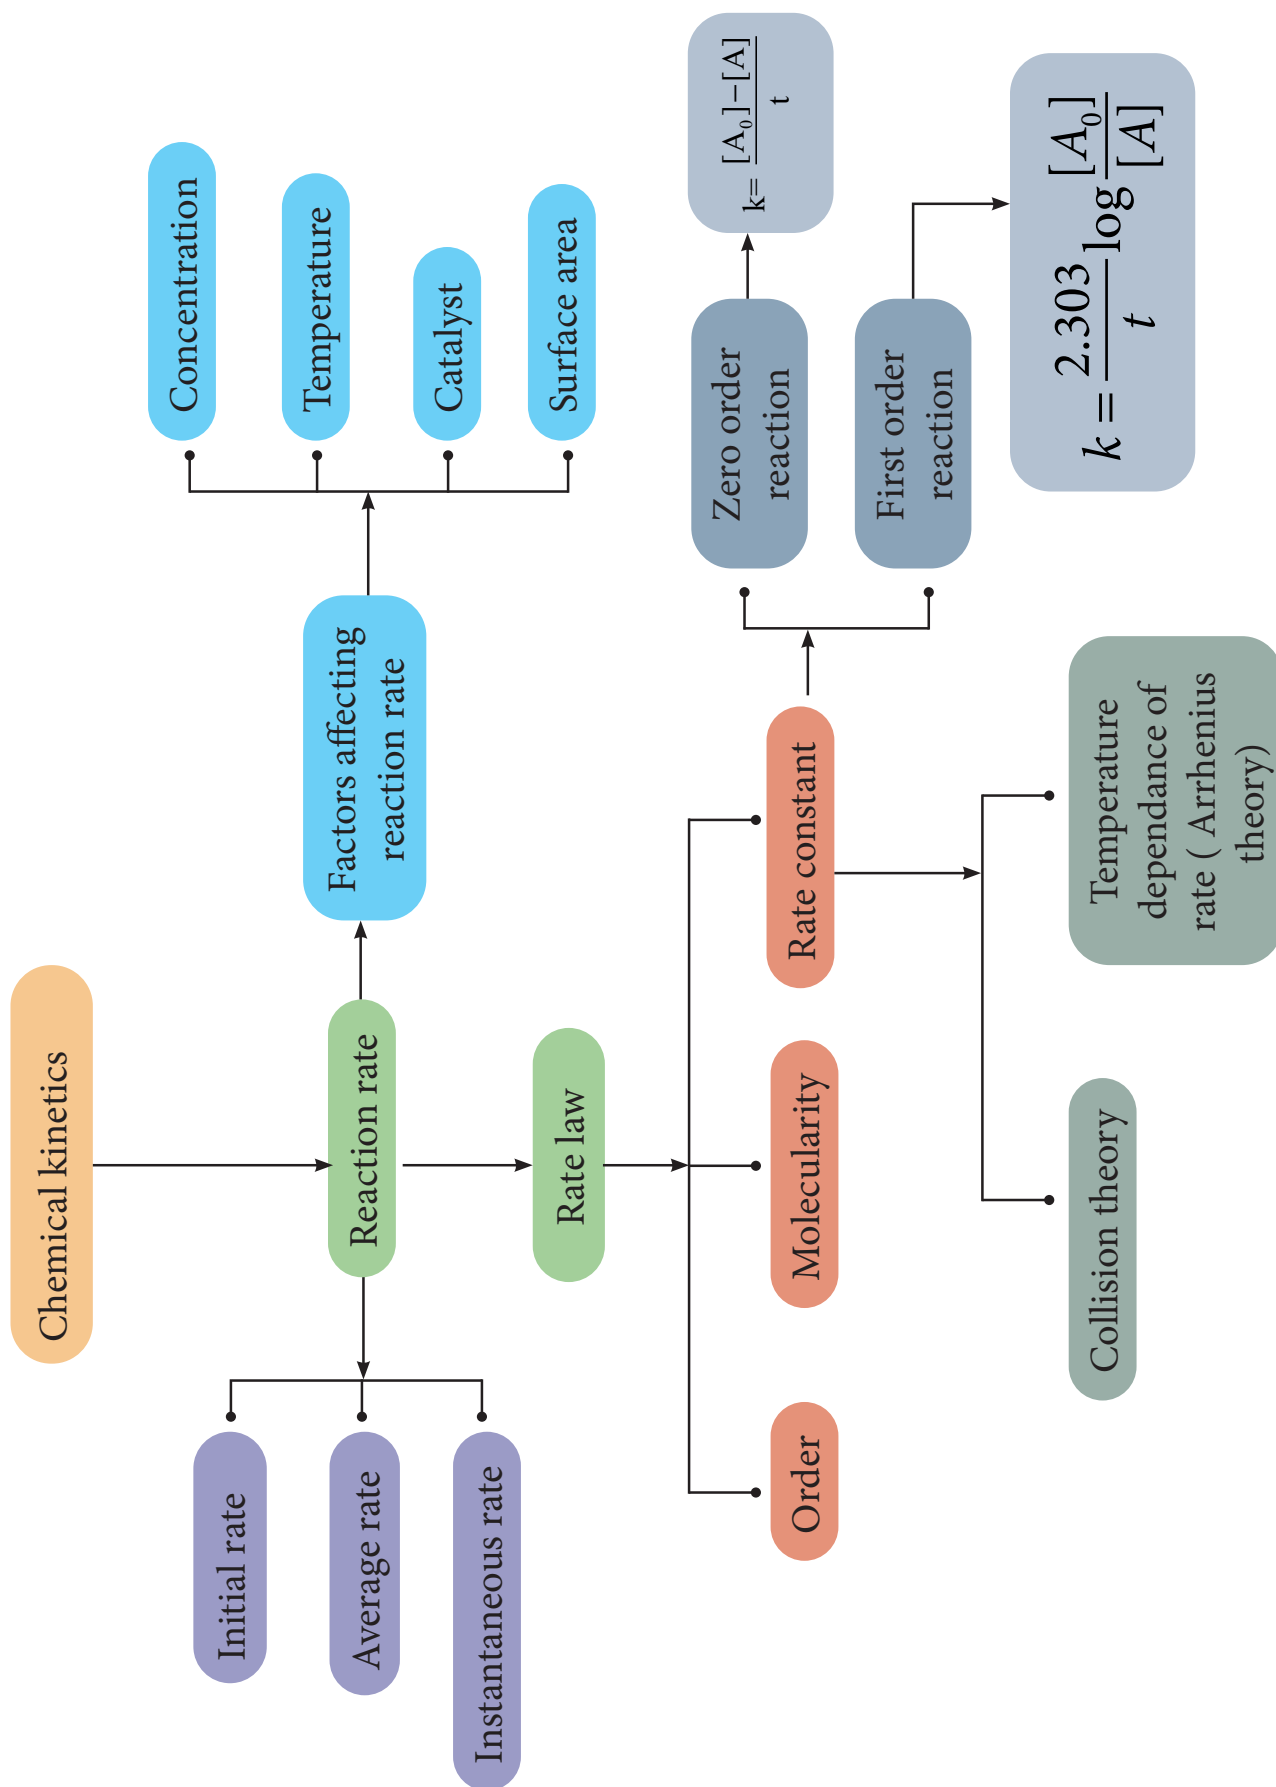 Chemical kinetics
Initial rate
Average rate
Instantaneous rate
Reaction rate
Factors affecting
reaction rate
Concentration
Temperature
Catalyst
Surface area
Rate law
Order
Molecularity
Rate constant
Zero order
reaction
k= [A₀]−[A] / t
First order
reaction
k = 2.303 / t log [A₀] / [A]
Collision theory
Temperature
dependance of
rate ( Arrhenius
theory)